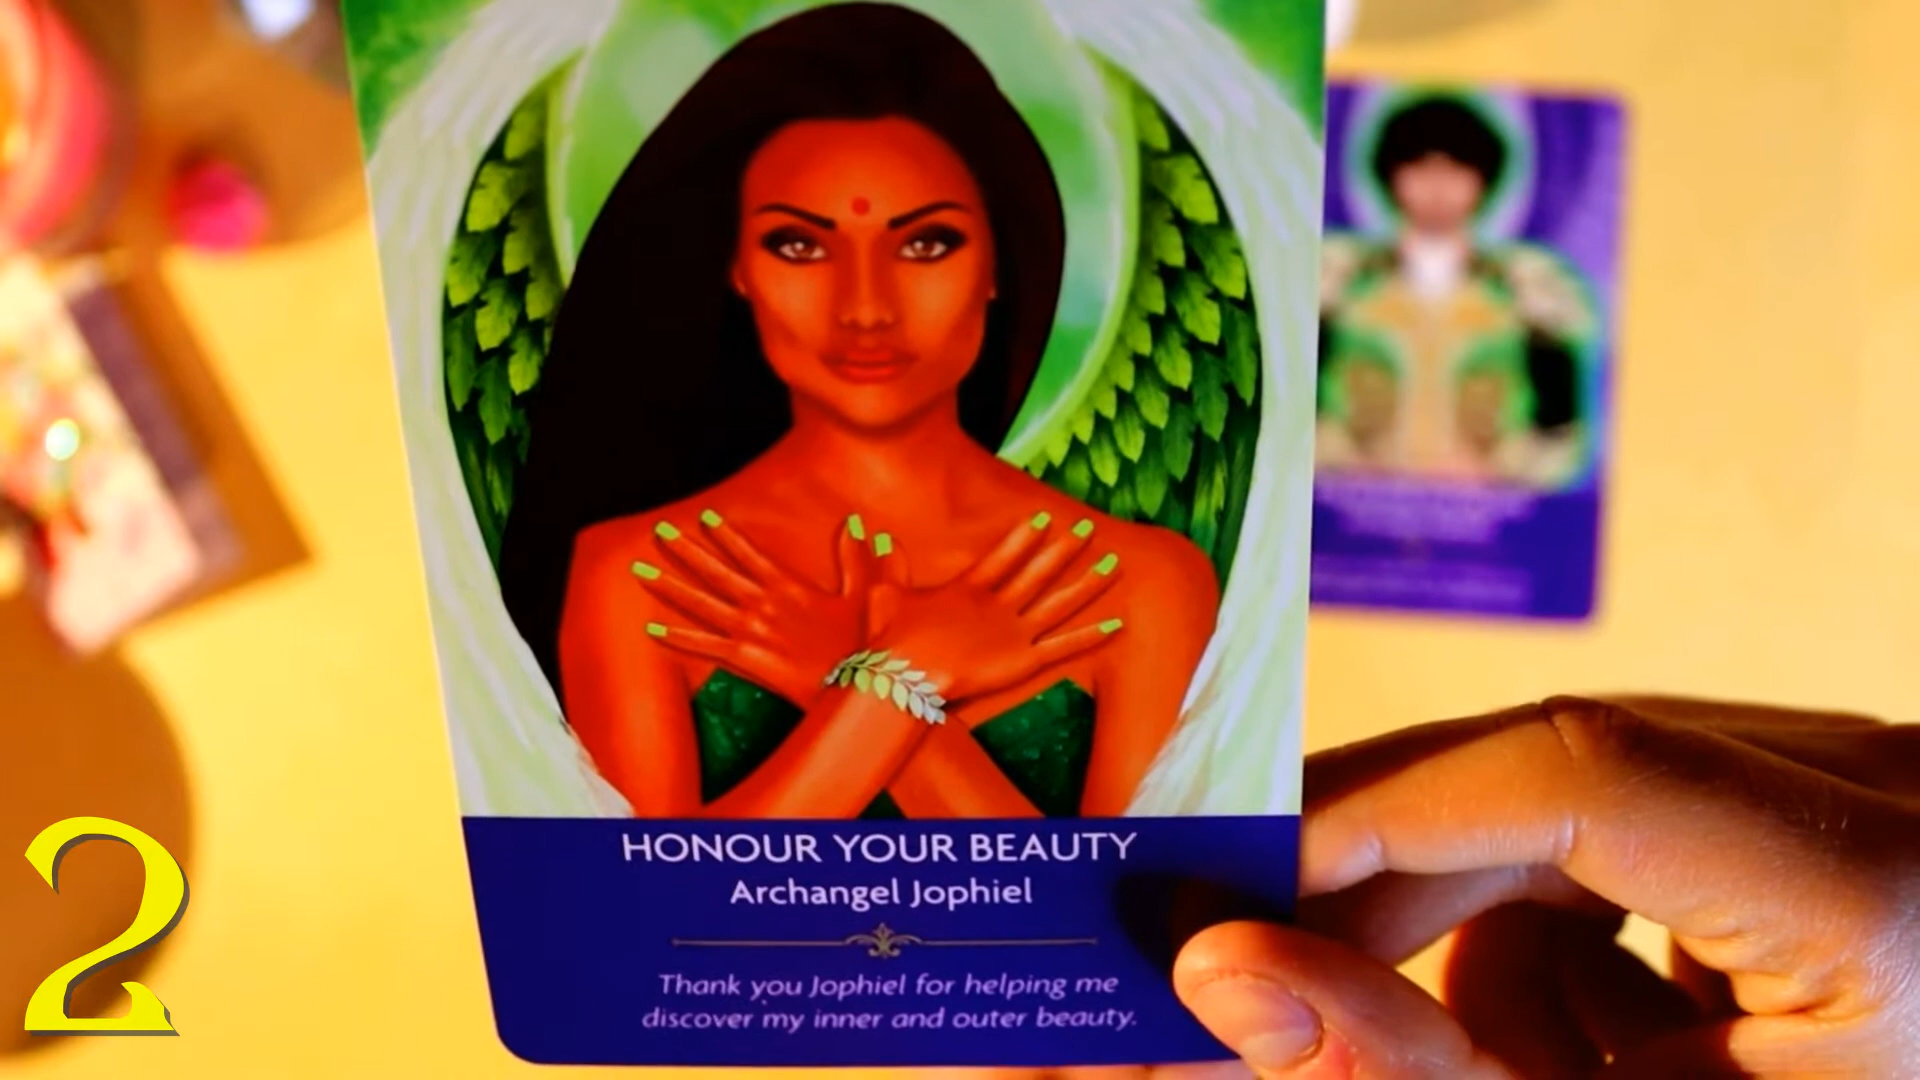 HONOUR YOUR BEAUTY
Archangel Jophiel
Thank you Jophiel for helping me
discover my inner and outer beauty.
2